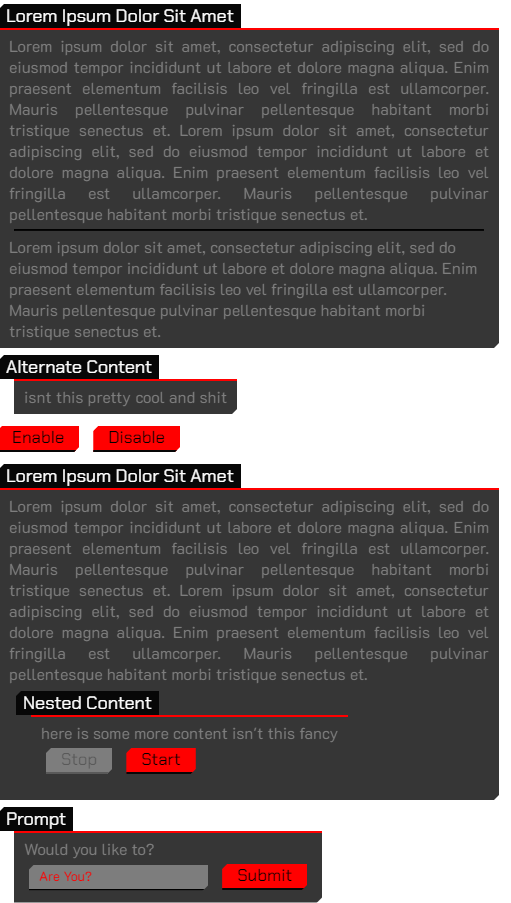 Lorem Ipsum Dolor Sit Amet
Lorem ipsum dolor sit amet, consectetur adipiscing elit, sed do
eiusmod tempor incididunt ut labore et dolore magna aliqua. Enim
praesent elementum facilisis leo vel fringilla est ullamcorper.
Mauris pellentesque pulvinar pellentesque habitant morbi
tristique senectus et. Lorem ipsum dolor sit amet, consectetur
adipiscing elit, sed do eiusmod tempor incididunt ut labore et
dolore magna aliqua. Enim praesent elementum facilisis leo vel
fringilla est ullamcorper. Mauris pellentesque pulvinar
pellentesque habitant morbi tristique senectus et.
Lorem ipsum dolor sit amet, consectetur adipiscing elit, sed do
eiusmod tempor incididunt ut labore et dolore magna aliqua. Enim
praesent elementum facilisis leo vel fringilla est ullamcorper.
Mauris pellentesque pulvinar pellentesque habitant morbi
tristique senectus et.
Alternate Content
isnt this pretty cool and shit
Enable Disable
Lorem Ipsum Dolor Sit Amet
Lorem ipsum dolor sit amet, consectetur adipiscing elit, sed do
eiusmod tempor incididunt ut labore et dolore magna aliqua. Enim
praesent elementum facilisis leo vel fringilla est ullamcorper.
Mauris pellentesque pulvinar pellentesque habitant morbi
tristique senectus et. Lorem ipsum dolor sit amet, consectetur
adipiscing elit, sed do eiusmod tempor incididunt ut labore et
dolore magna aliqua. Enim praesent elementum facilisis leo vel
fringilla est ullamcorper. Mauris pellentesque pulvinar
pellentesque habitant morbi tristique senectus et.
Nested Content
here is some more content isn't this fancy
Stop Start
Prompt
Would you like to?
Are You? Submit